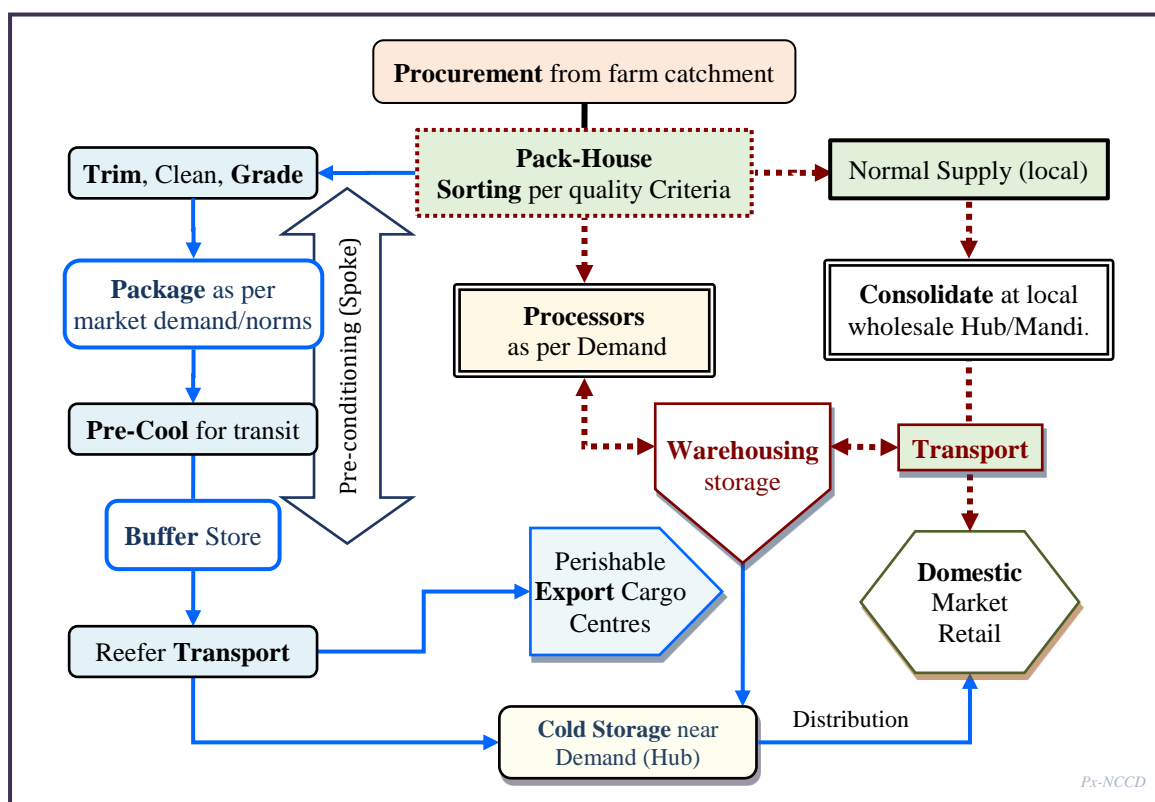 Procurement from farm catchment
Pack-House
Sorting per quality Criteria
Trim, Clean, Grade
Normal Supply (local)
Package as per
market demand/norms
Pre-conditioning (Spoke)
Processors
as per Demand
Consolidate at local
wholesale Hub/Mandi.
Pre-Cool for transit
Warehousing
storage
Transport
Buffer Store
Perishable
Export Cargo
Centres
Domestic
Market
Retail
Reefer Transport
Cold Storage near
Demand (Hub)
Distribution
Px-NCCD